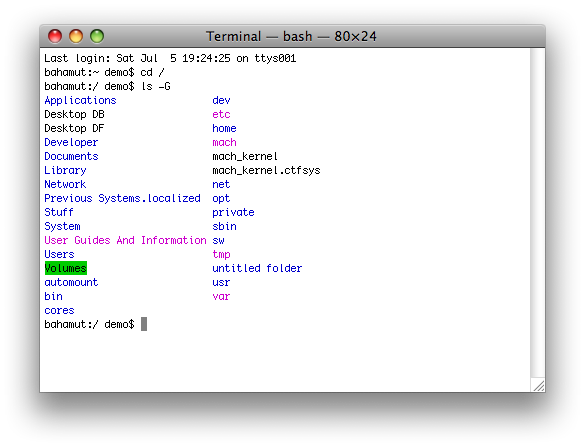 Terminal — bash — 80×24
Last login: Sat Jul  5 19:24:25 on ttys001
bahamut:~ demo$ cd /
bahamut:/ demo$ ls -G
Applications              dev
Desktop DB                etc
Desktop DF                home
Developer                 mach
Documents                 mach_kernel
Library                   mach_kernel.ctfsys
Network                   net
Previous Systems.localized  opt
Stuff                     private
System                    sbin
User Guides And Information sw
Users                     tmp
Volumes                   untitled folder
automount                 usr
bin                       var
cores
bahamut:/ demo$